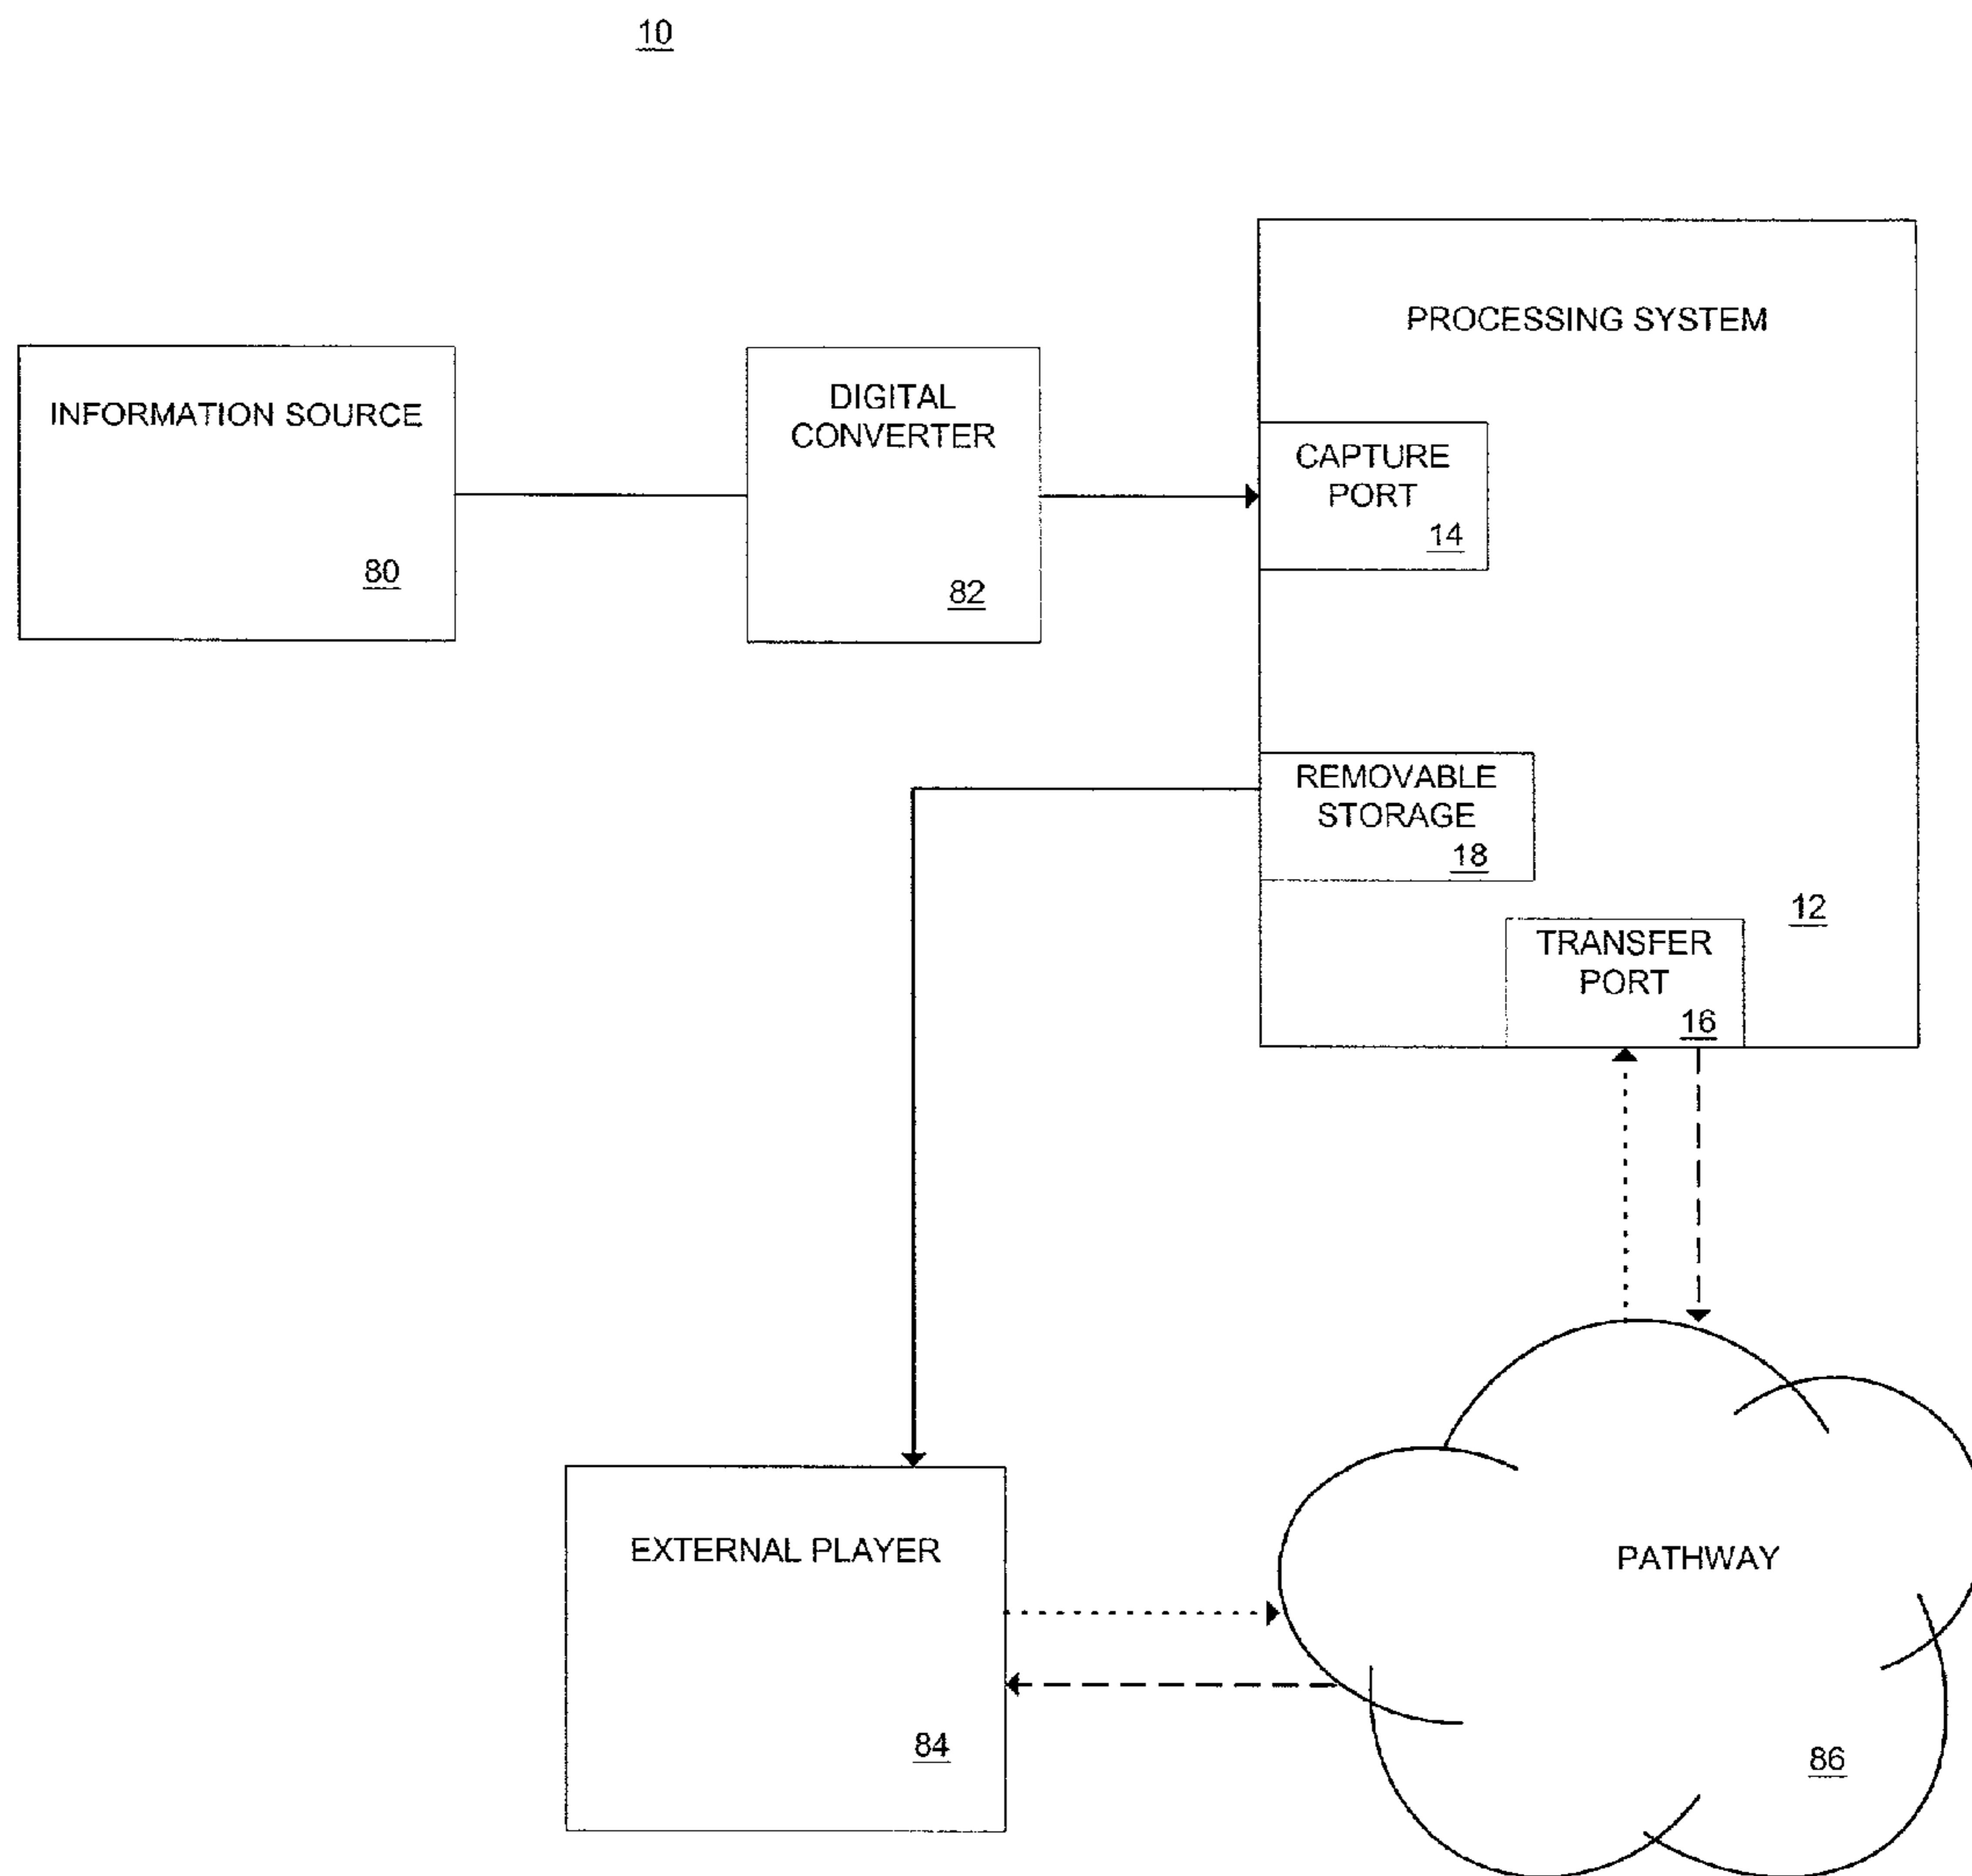 10
PROCESSING SYSTEM
INFORMATION SOURCE
80
DIGITAL
CONVERTER
82
CAPTURE
PORT
14
REMOVABLE
STORAGE
18
12
TRANSFER
PORT
16
EXTERNAL PLAYER
84
PATHWAY
86